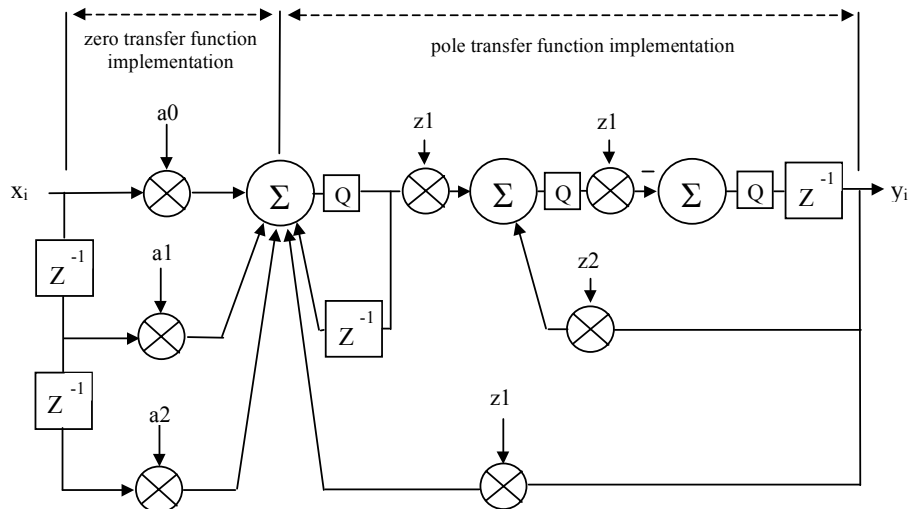 zero transfer function
implementation
pole transfer function implementation
a0
z1
z1
xᵢ
Σ
Q
Σ
Q
−
Σ
Q
Z⁻¹
yᵢ
Z⁻¹
a1
Z⁻¹
z2
Z⁻¹
a2
z1